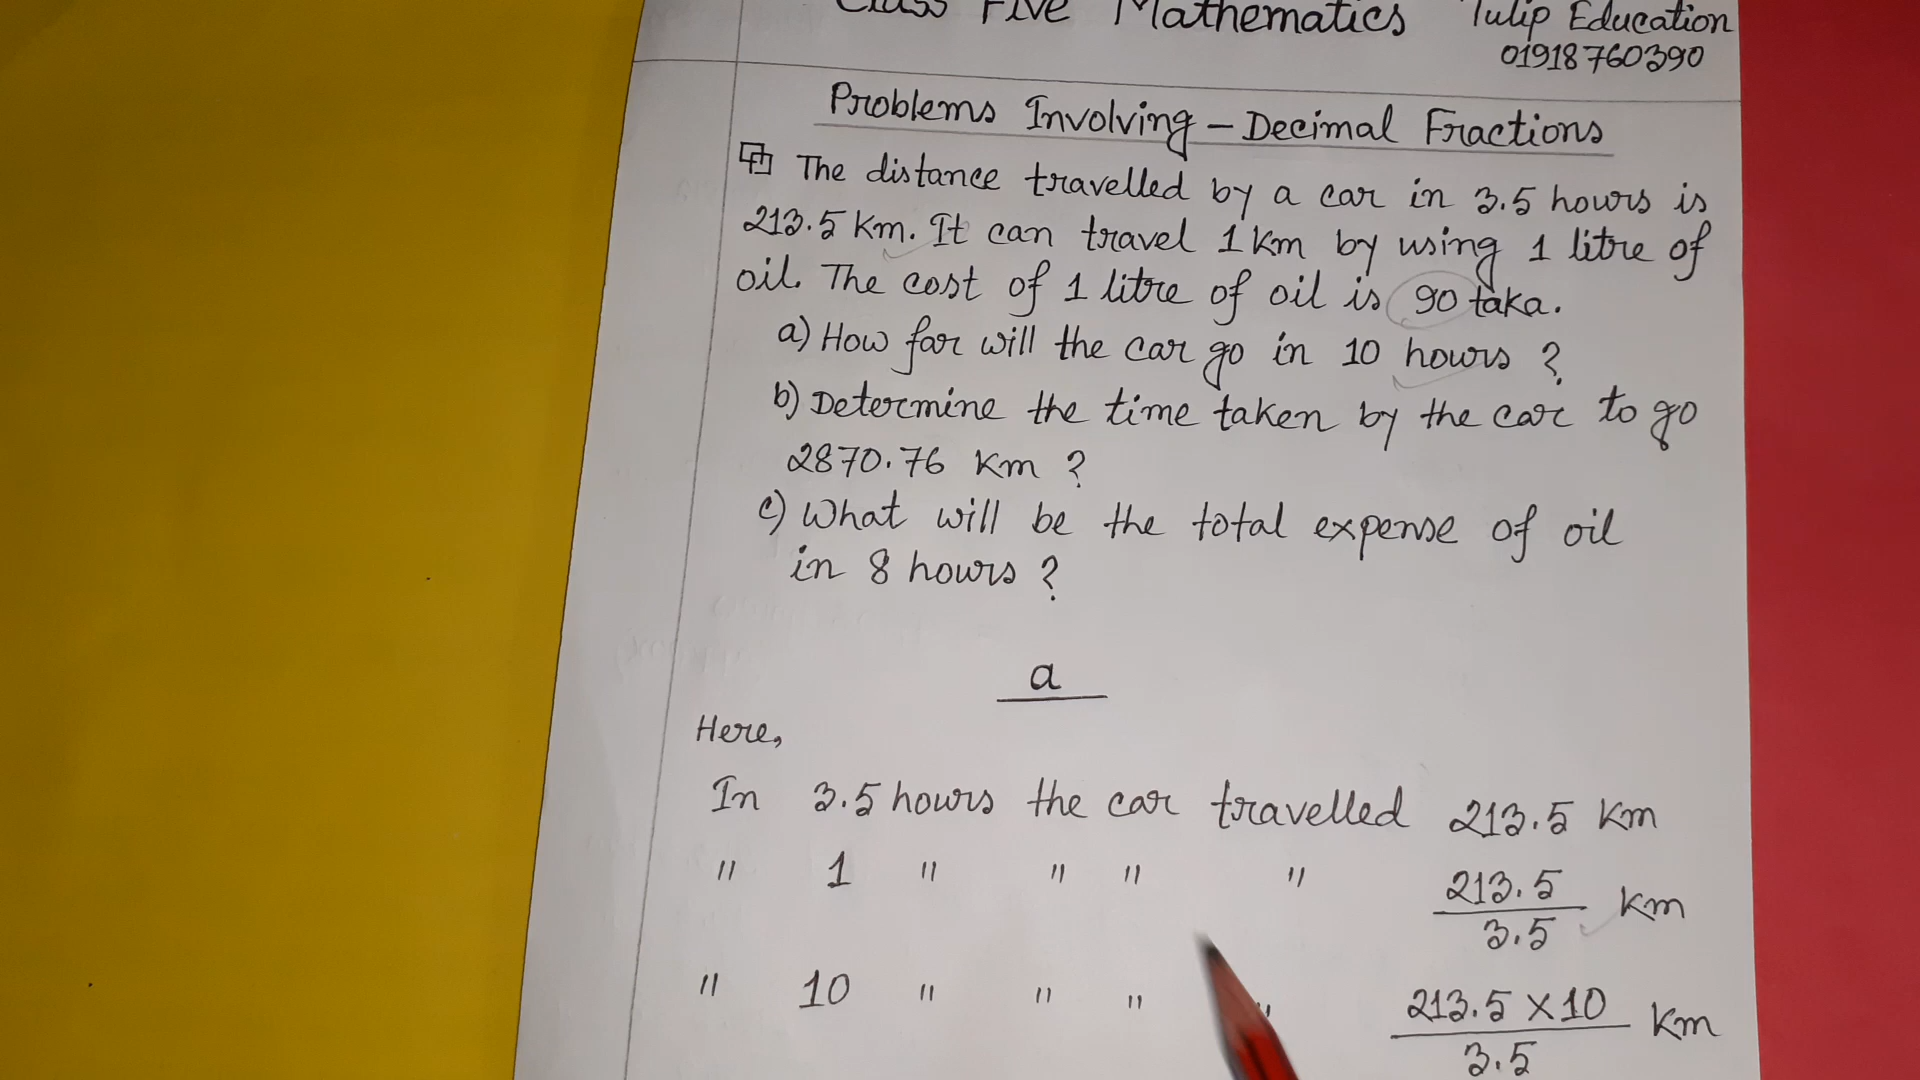 Class Five Mathematics Tulip Education
01918760390
Problems Involving - Decimal Fractions
The distance travelled by a car in 3.5 hours is
213.5 Km. It can travel 1 Km by using 1 litre of
oil. The cost of 1 litre of oil is 90 taka.
a) How far will the car go in 10 hours ?
b) Determine the time taken by the car to go
2870.76 Km ?
c) What will be the total expense of oil
in 8 hours ?
a
Here,
In 3.5 hours the car travelled 213.5 Km
" 1 " " " " 213.5/3.5 Km
" 10 " " " " 213.5 × 10/3.5 Km